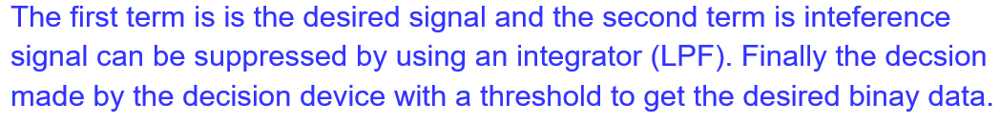 The first term is is the desired signal and the second term is inteference
signal can be suppressed by using an integrator (LPF). Finally the decsion
made by the decision device with a threshold to get the desired binay data.